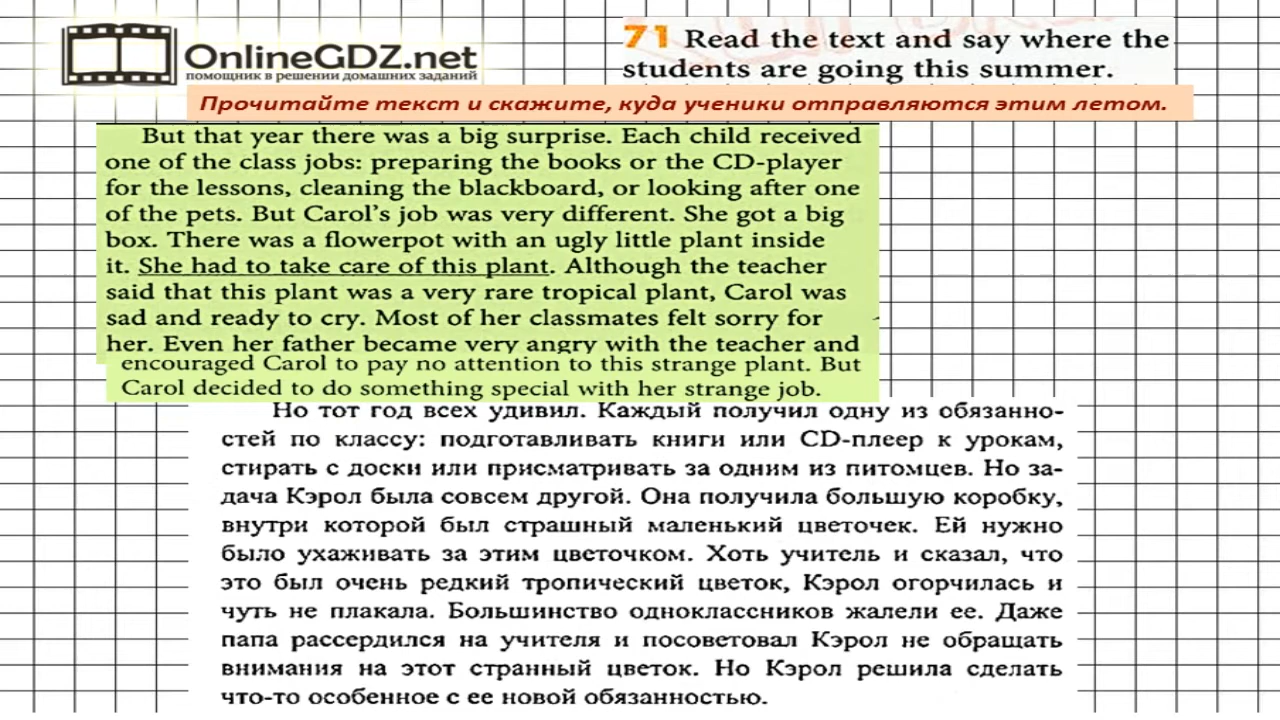 OnlineGDZ.net
помощник в решении домашних заданий
71 Read the text and say where the
students are going this summer.
Прочитайте текст и скажите, куда ученики отправляются этим летом.
But that year there was a big surprise. Each child received
one of the class jobs: preparing the books or the CD-player
for the lessons, cleaning the blackboard, or looking after one
of the pets. But Carol's job was very different. She got a big
box. There was a flowerpot with an ugly little plant inside
it. She had to take care of this plant. Although the teacher
said that this plant was a very rare tropical plant, Carol was
sad and ready to cry. Most of her classmates felt sorry for
her. Even her father became very angry with the teacher and
encouraged Carol to pay no attention to this strange plant. But
Carol decided to do something special with her strange job.
Но тот год всех удивил. Каждый получил одну из обязанно-
стей по классу: подготавливать книги или CD-плеер к урокам,
стирать с доски или присматривать за одним из питомцев. Но за-
дача Кэрол была совсем другой. Она получила большую коробку,
внутри которой был страшный маленький цветочек. Ей нужно
было ухаживать за этим цветочком. Хоть учитель и сказал, что
это был очень редкий тропический цветок, Кэрол огорчилась и
чуть не плакала. Большинство одноклассников жалели ее. Даже
папа рассердился на учителя и посоветовал Кэрол не обращать
внимания на этот странный цветок. Но Кэрол решила сделать
что-то особенное с ее новой обязанностью.